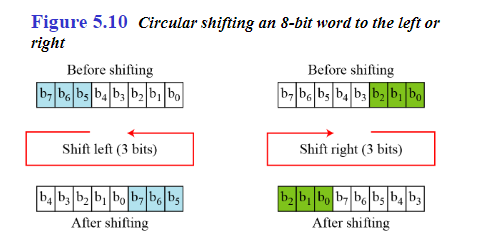 Figure 5.10 Circular shifting an 8-bit word to the left or
right
Before shifting
b7 b6 b5 b4 b3 b2 b1 b0
Shift left (3 bits)
b4 b3 b2 b1 b0 b7 b6 b5
After shifting
Before shifting
b7 b6 b5 b4 b3 b2 b1 b0
Shift right (3 bits)
b2 b1 b0 b7 b6 b5 b4 b3
After shifting